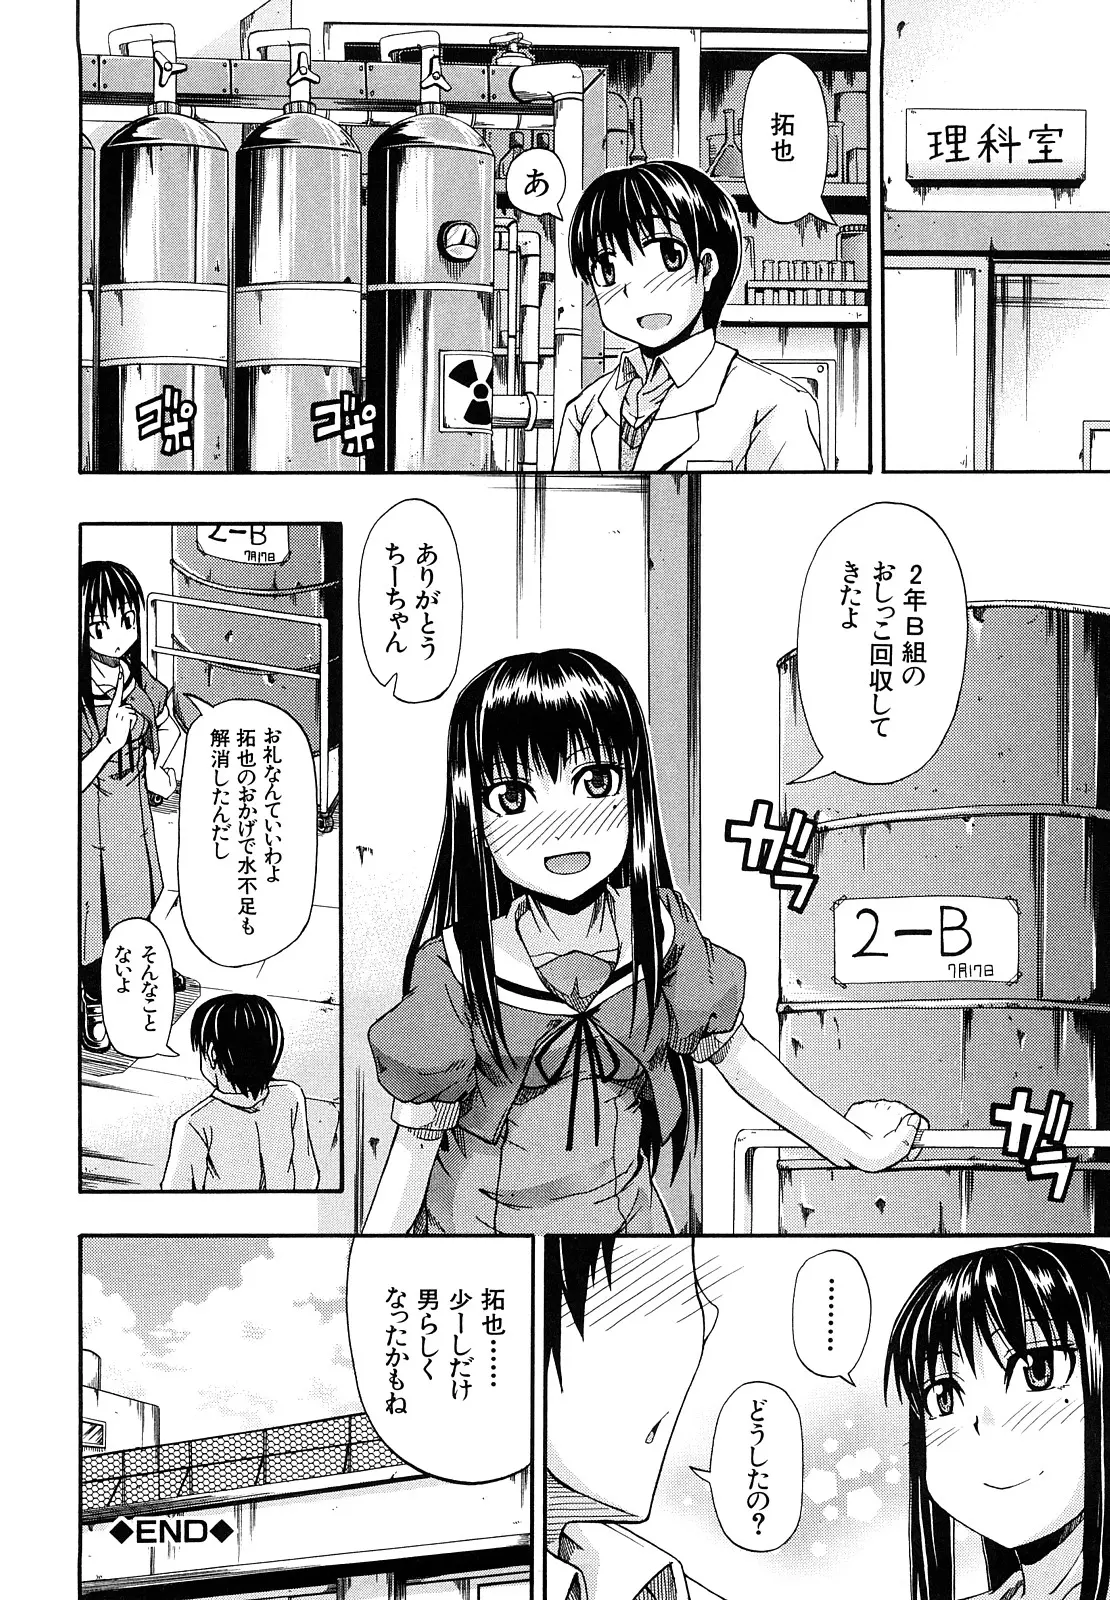 理科室
拓也
あ
ゴポ
ゴポ
2年B組の
おしっこ回収して
きたよ
ガラ
2-B
7月17日
ガラ
ありがとう
ちーちゃん
2-B
7月17日
お礼なんていいわよ
拓也のおかげで水不足も
解消したんだし
そんなこと
ないよ
………
どうしたの?
拓也……
少ーしだけ
男らしく
なったかもね
◆END◆